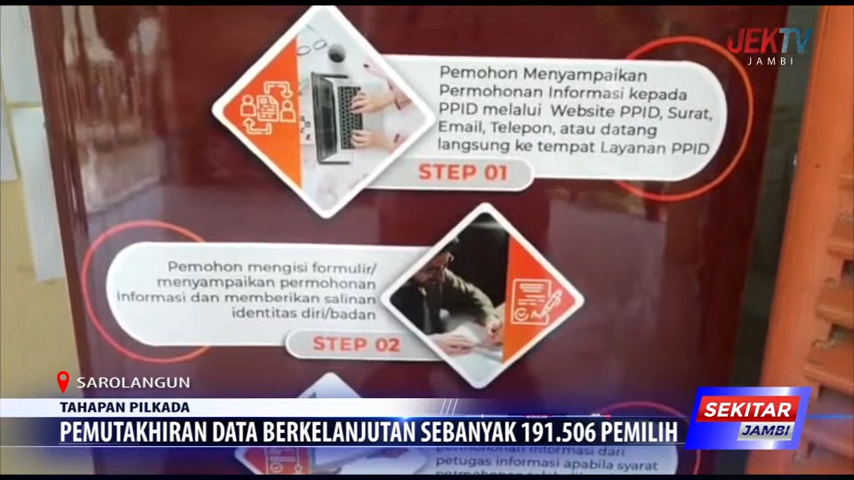 JEKTV
JAMBI
Pemohon Menyampaikan
Permohonan Informasi kepada
PPID melalui Website PPID, Surat,
Email, Telepon, atau datang
langsung ke tempat Layanan PPID
STEP 01
Pemohon mengisi formulir/
menyampaikan permohonan
Informasi dan memberikan salinan
identitas diri/badan
STEP 02
SAROLANGUN
TAHAPAN PILKADA
PEMUTAKHIRAN DATA BERKELANJUTAN SEBANYAK 191.506 PEMILIH
SEKITAR
JAMBI
permohonan informasi dari
petugas informasi apabila syarat